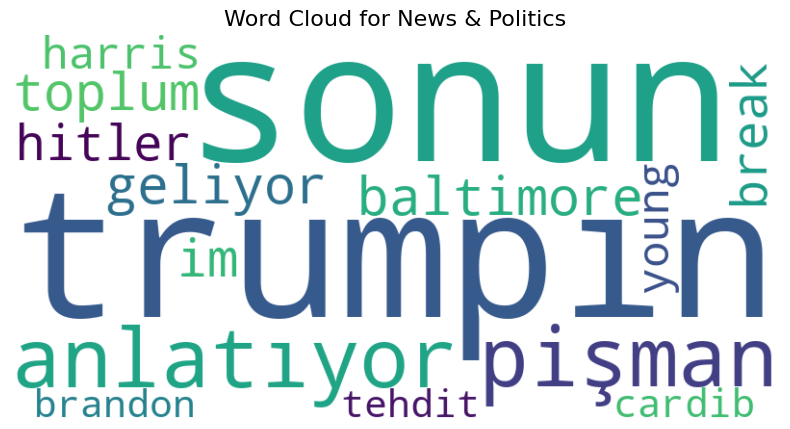 Word Cloud for News & Politics
harris
sonun
toplum
break
hitler
geliyor
baltimore
young
trumpın
im
anlatıyor
pişman
brandon
tehdit
cardib